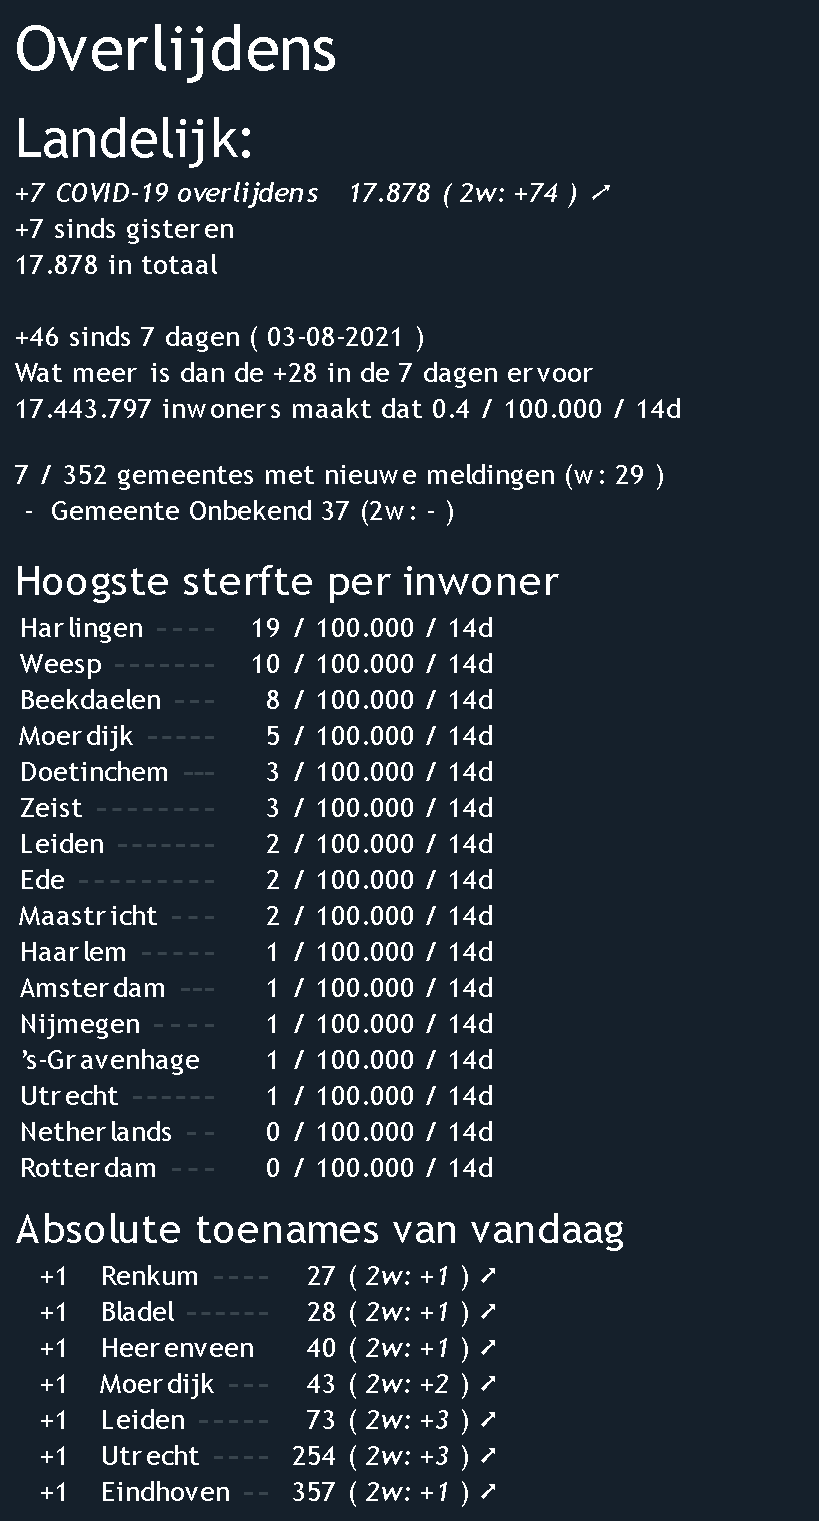 Overlijdens
Landelijk:
+7 COVID-19 overlijdens 17.878 ( 2w: +74 ) ➚
+7 sinds gisteren
17.878 in totaal
+46 sinds 7 dagen ( 03-08-2021 )
Wat meer is dan de +28 in de 7 dagen ervoor
17.443.797 inwoners maakt dat 0.4 / 100.000 / 14d
7 / 352 gemeentes met nieuwe meldingen (w: 29 )
- Gemeente Onbekend 37 (2w: - )
Hoogste sterfte per inwoner
Harlingen ---- 19 / 100.000 / 14d
Weesp ------- 10 / 100.000 / 14d
Beekdaelen --- 8 / 100.000 / 14d
Moerdijk ----- 5 / 100.000 / 14d
Doetinchem --- 3 / 100.000 / 14d
Zeist -------- 3 / 100.000 / 14d
Leiden ------- 2 / 100.000 / 14d
Ede --------- 2 / 100.000 / 14d
Maastricht --- 2 / 100.000 / 14d
Haarlem ----- 1 / 100.000 / 14d
Amsterdam --- 1 / 100.000 / 14d
Nijmegen ---- 1 / 100.000 / 14d
's-Gravenhage 1 / 100.000 / 14d
Utrecht ------ 1 / 100.000 / 14d
Netherlands -- 0 / 100.000 / 14d
Rotterdam --- 0 / 100.000 / 14d
Absolute toenames van vandaag
+1 Renkum ---- 27 ( 2w: +1 ) ➚
+1 Bladel ------ 28 ( 2w: +1 ) ➚
+1 Heerenveen 40 ( 2w: +1 ) ➚
+1 Moerdijk --- 43 ( 2w: +2 ) ➚
+1 Leiden ----- 73 ( 2w: +3 ) ➚
+1 Utrecht ---- 254 ( 2w: +3 ) ➚
+1 Eindhoven -- 357 ( 2w: +1 ) ➚